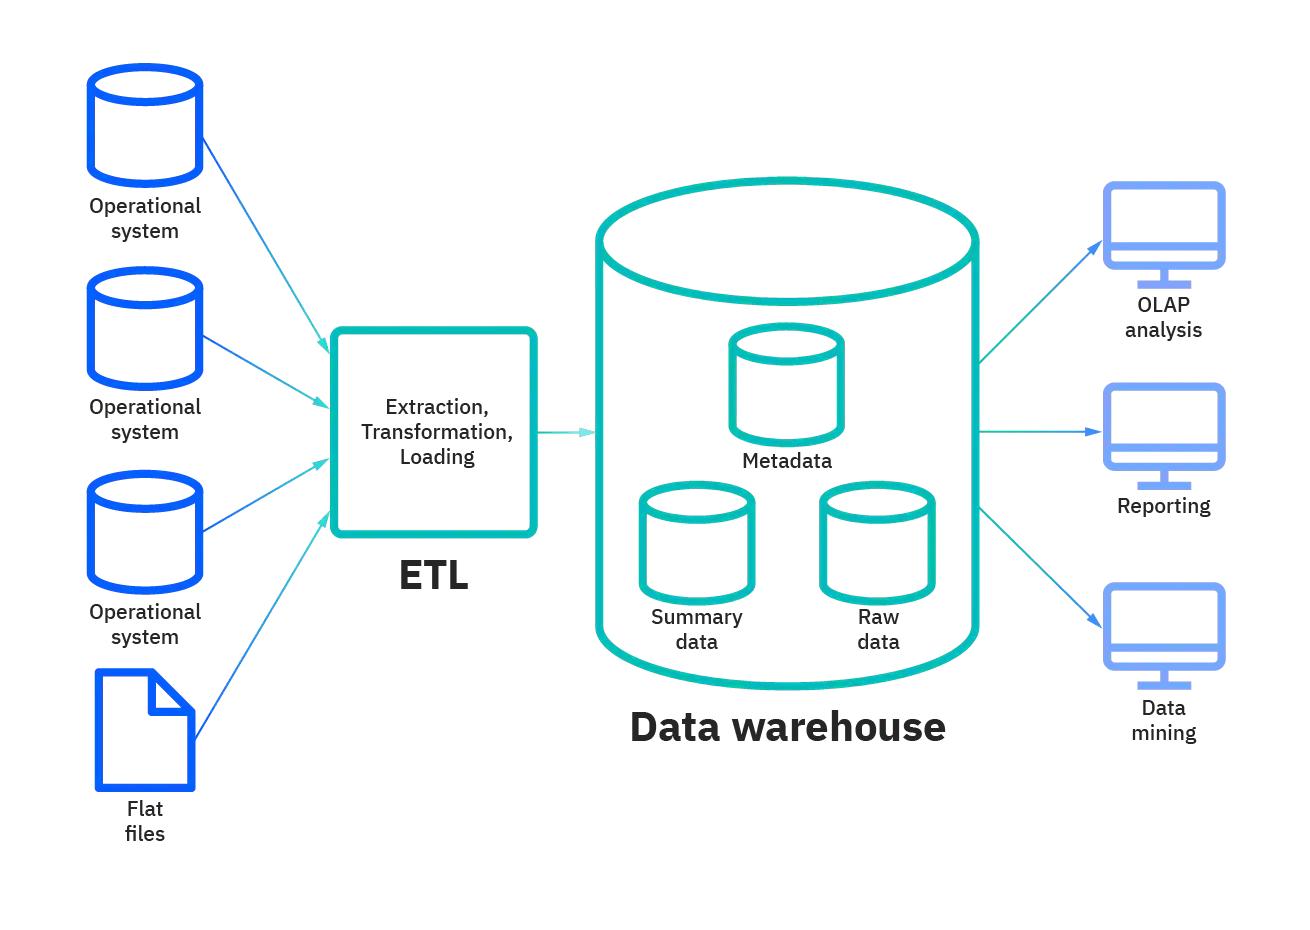 Operational
system
Operational
system
Operational
system
Flat
files
Extraction,
Transformation,
Loading
ETL
Metadata
Summary
data
Raw
data
Data warehouse
OLAP
analysis
Reporting
Data
mining